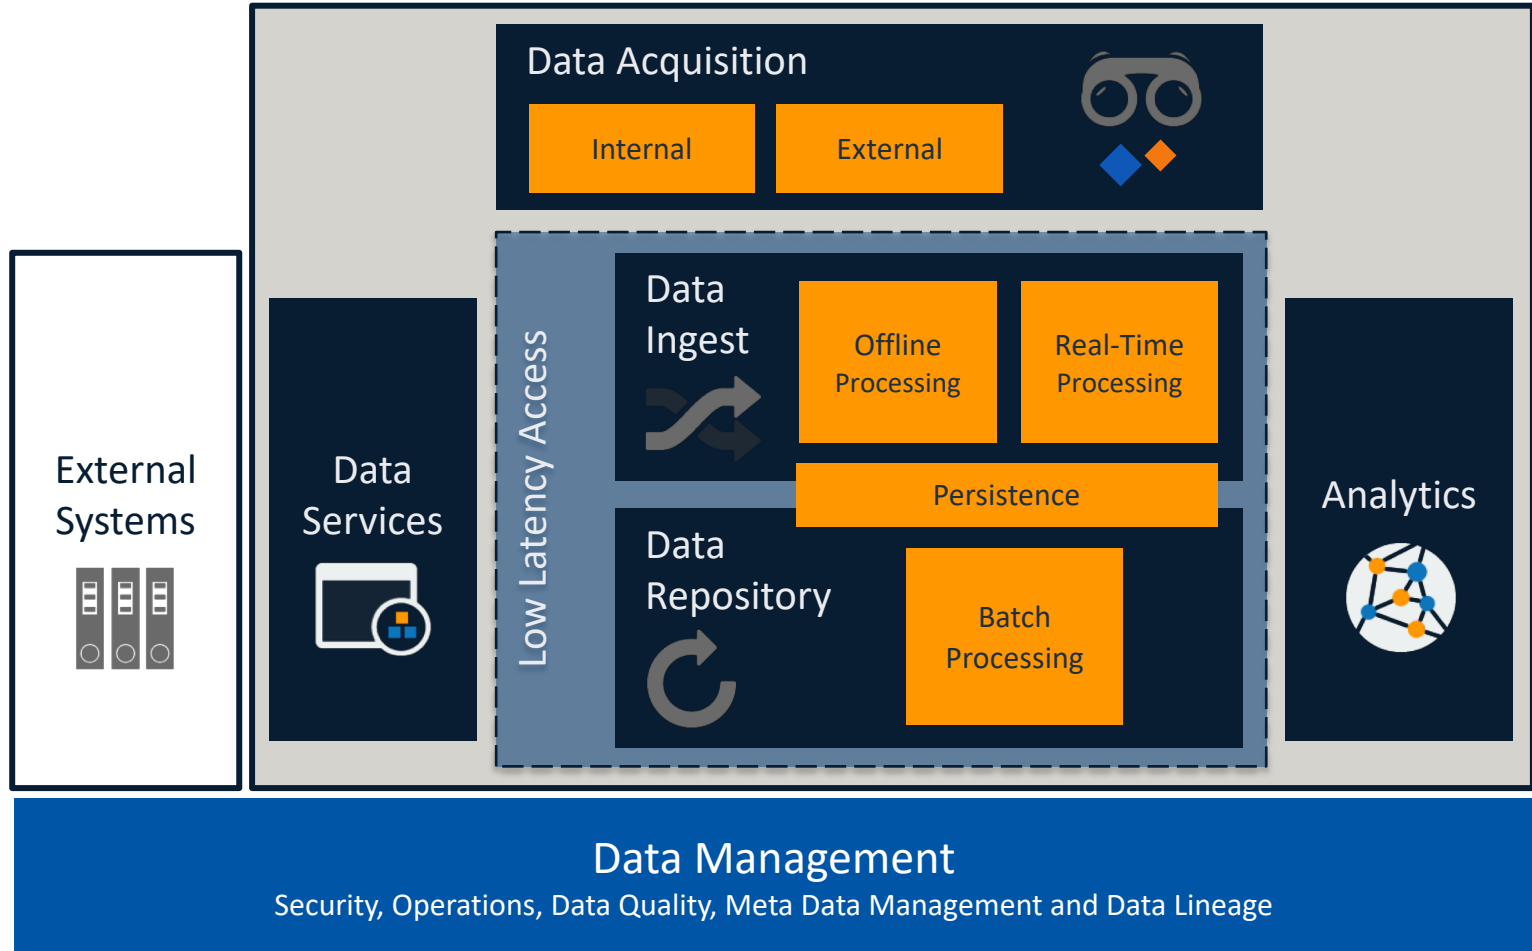 Data Acquisition
Internal
External
Data
Ingest
Offline
Processing
Real-Time
Processing
Low Latency Access
External
Systems
Data
Services
Persistence
Analytics
Data
Repository
Batch
Processing
Data Management
Security, Operations, Data Quality, Meta Data Management and Data Lineage